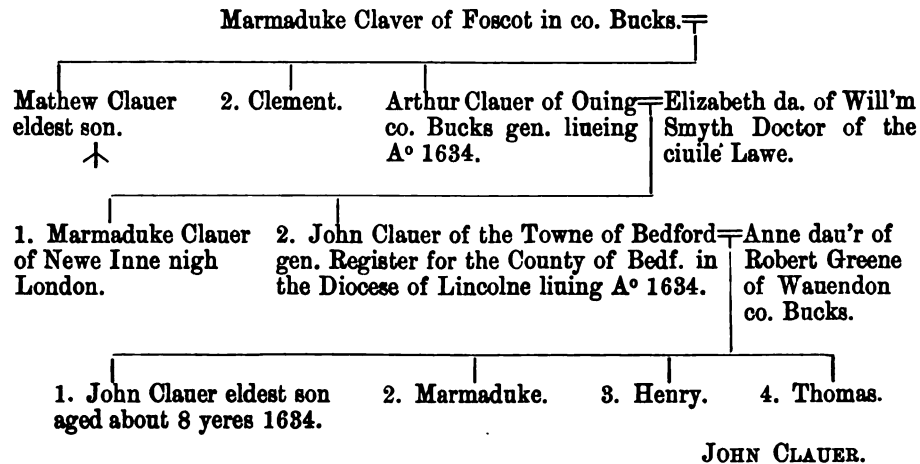 Marmaduke Claver of Foscot in co. Bucks.
Mathew Clauer
eldest son.
2. Clement.
Arthur Clauer of Ouing
co. Bucks gen. liueing
Aº 1634.
Elizabeth da. of Will'm
Smyth Doctor of the
ciuile Lawe.
1. Marmaduke Clauer
of Newe Inne nigh
London.
2. John Clauer of the Towne of Bedford
gen. Register for the County of Bedf. in
the Diocese of Lincolne liuing Aº 1634.
Anne dau'r of
Robert Greene
of Wauendon
co. Bucks.
1. John Clauer eldest son
aged about 8 yeres 1634.
2. Marmaduke.
3. Henry.
4. Thomas.
JOHN CLAUER.